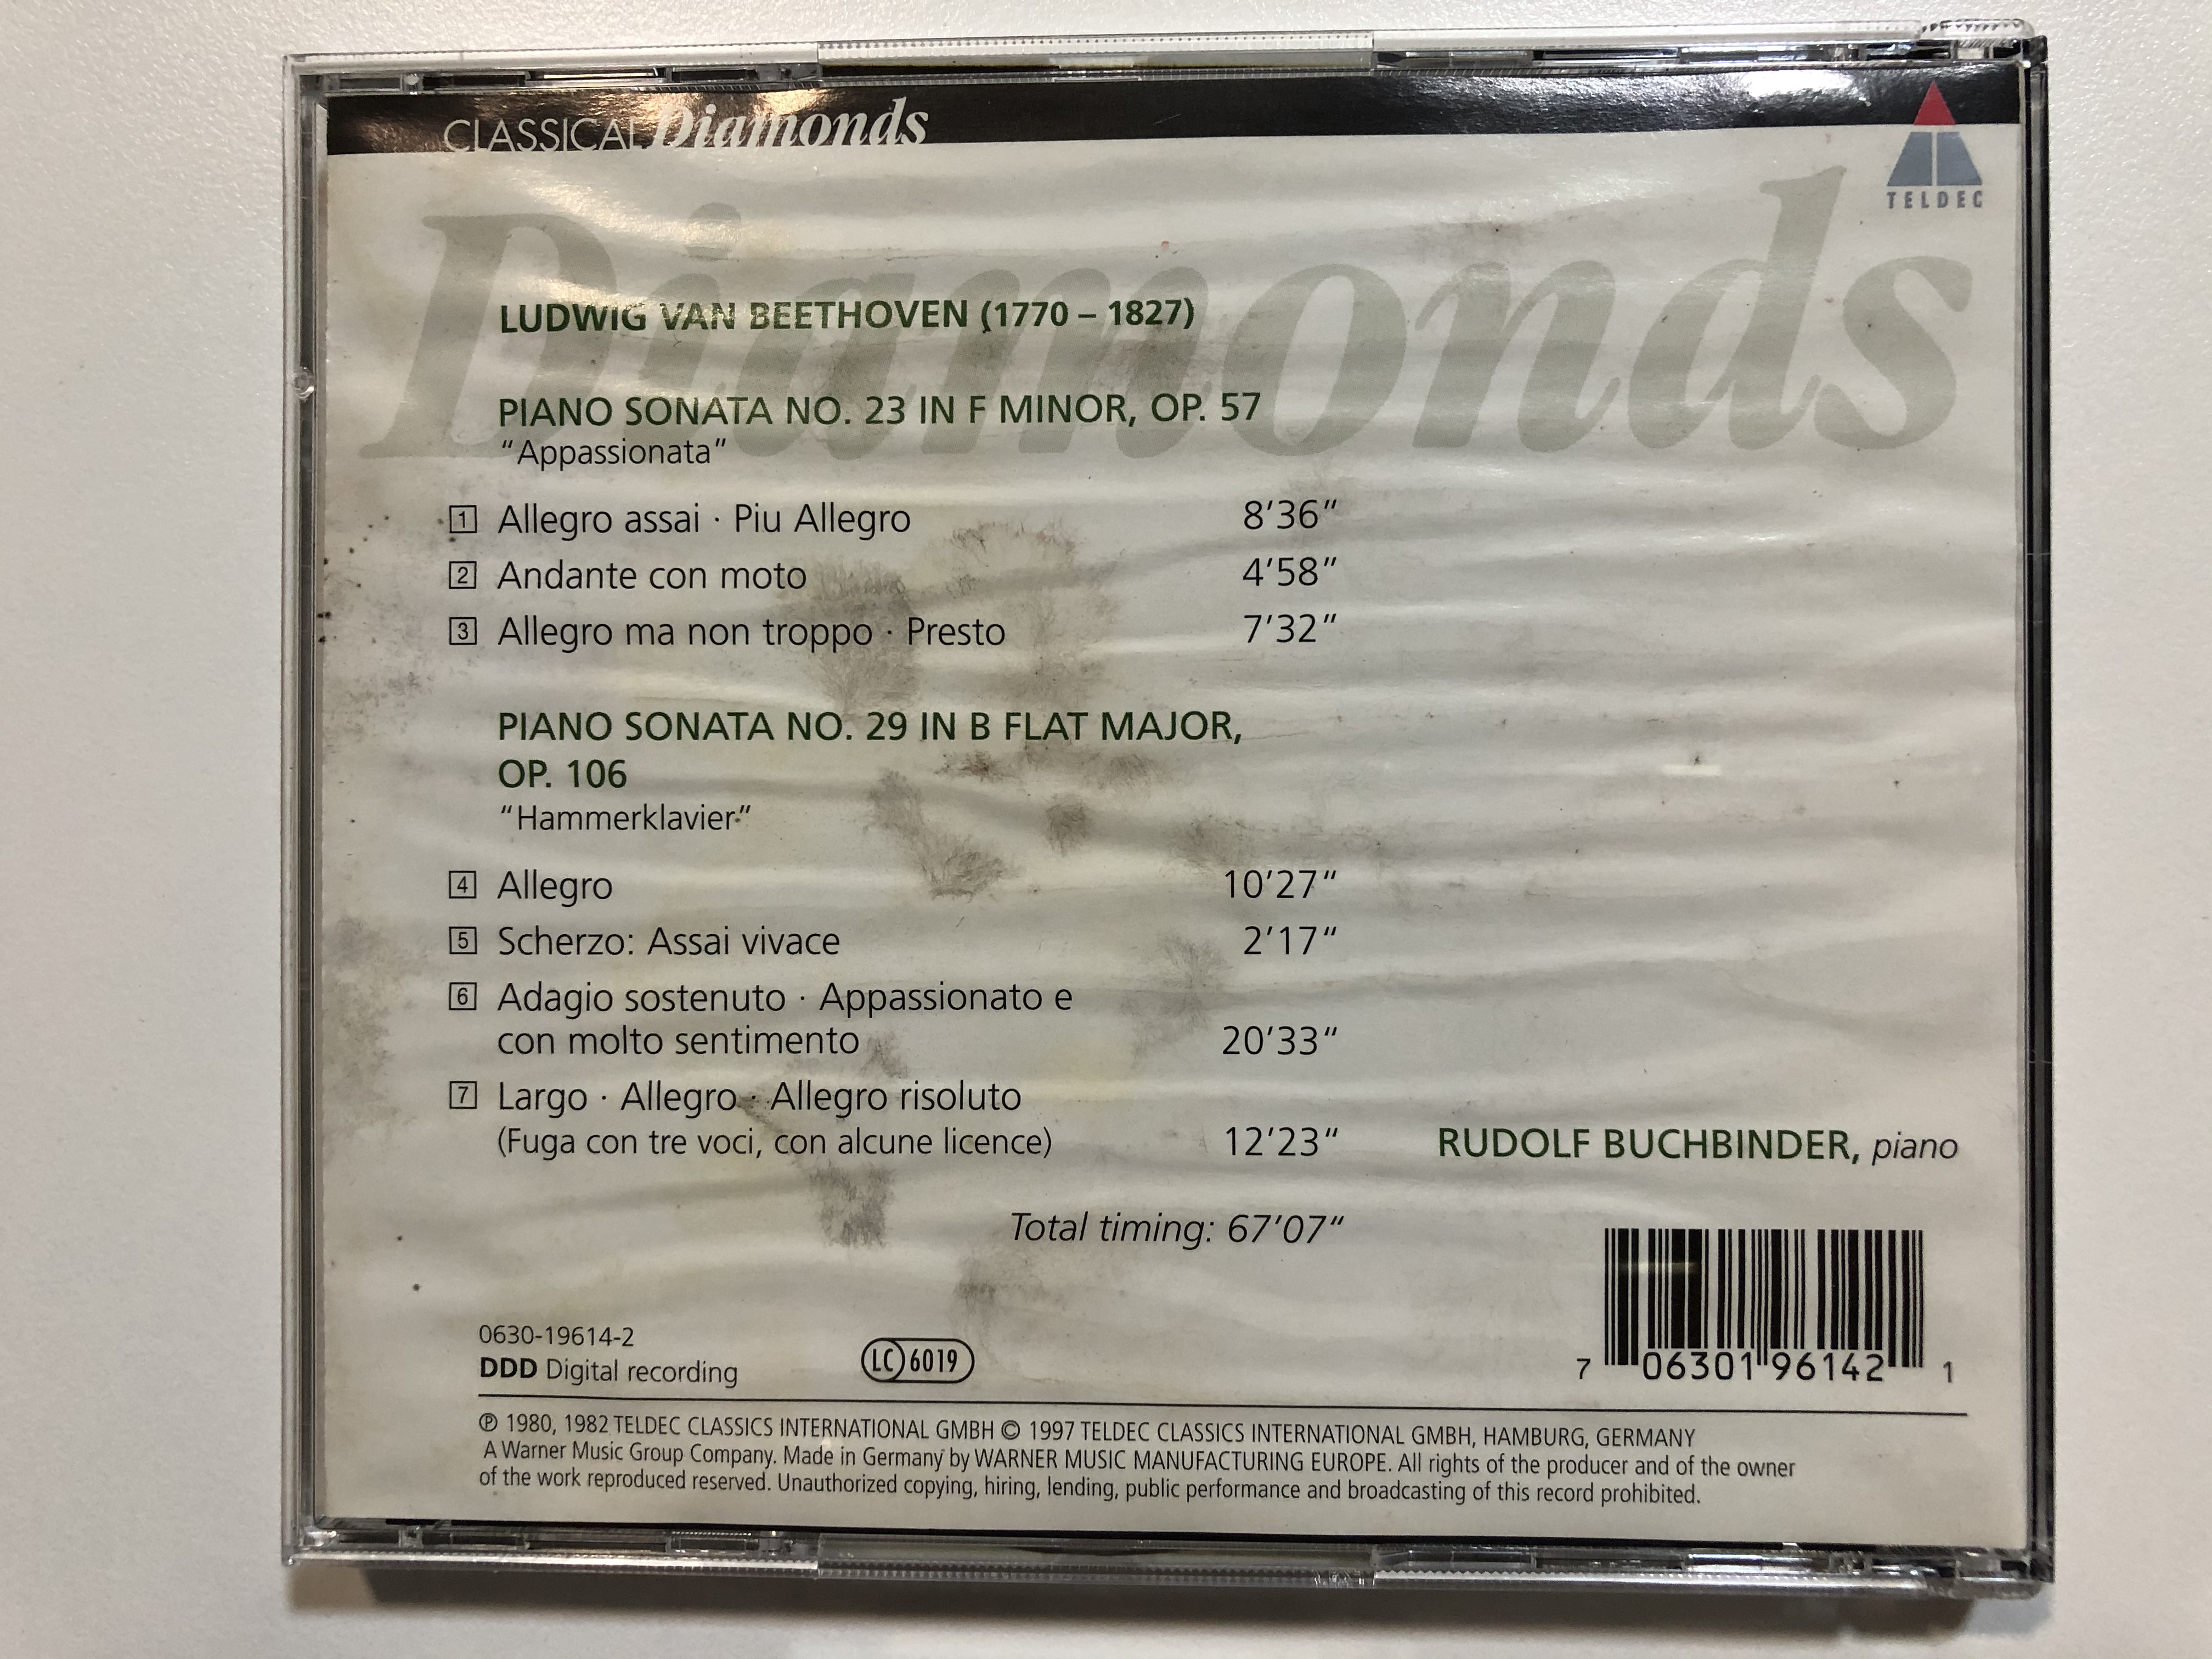 CLASSICAL Diamonds
TELDEC
Diamonds
LUDWIG VAN BEETHOVEN (1770 – 1827)
PIANO SONATA NO. 23 IN F MINOR, OP. 57
“Appassionata”
1 Allegro assai · Piu Allegro 8’36”
2 Andante con moto 4’58”
3 Allegro ma non troppo · Presto 7’32”
PIANO SONATA NO. 29 IN B FLAT MAJOR,
OP. 106
“Hammerklavier”
4 Allegro 10’27“
5 Scherzo: Assai vivace 2’17“
6 Adagio sostenuto · Appassionato e
con molto sentimento 20’33“
7 Largo · Allegro · Allegro risoluto
(Fuga con tre voci, con alcune licence) 12’23“
RUDOLF BUCHBINDER, piano
Total timing: 67’07“
0630-19614-2
DDD Digital recording
LC 6019
7 06301 96142 1
℗ 1980, 1982 TELDEC CLASSICS INTERNATIONAL GMBH © 1997 TELDEC CLASSICS INTERNATIONAL GMBH, HAMBURG, GERMANY
A Warner Music Group Company. Made in Germany by WARNER MUSIC MANUFACTURING EUROPE. All rights of the producer and of the owner
of the work reproduced reserved. Unauthorized copying, hiring, lending, public performance and broadcasting of this record prohibited.